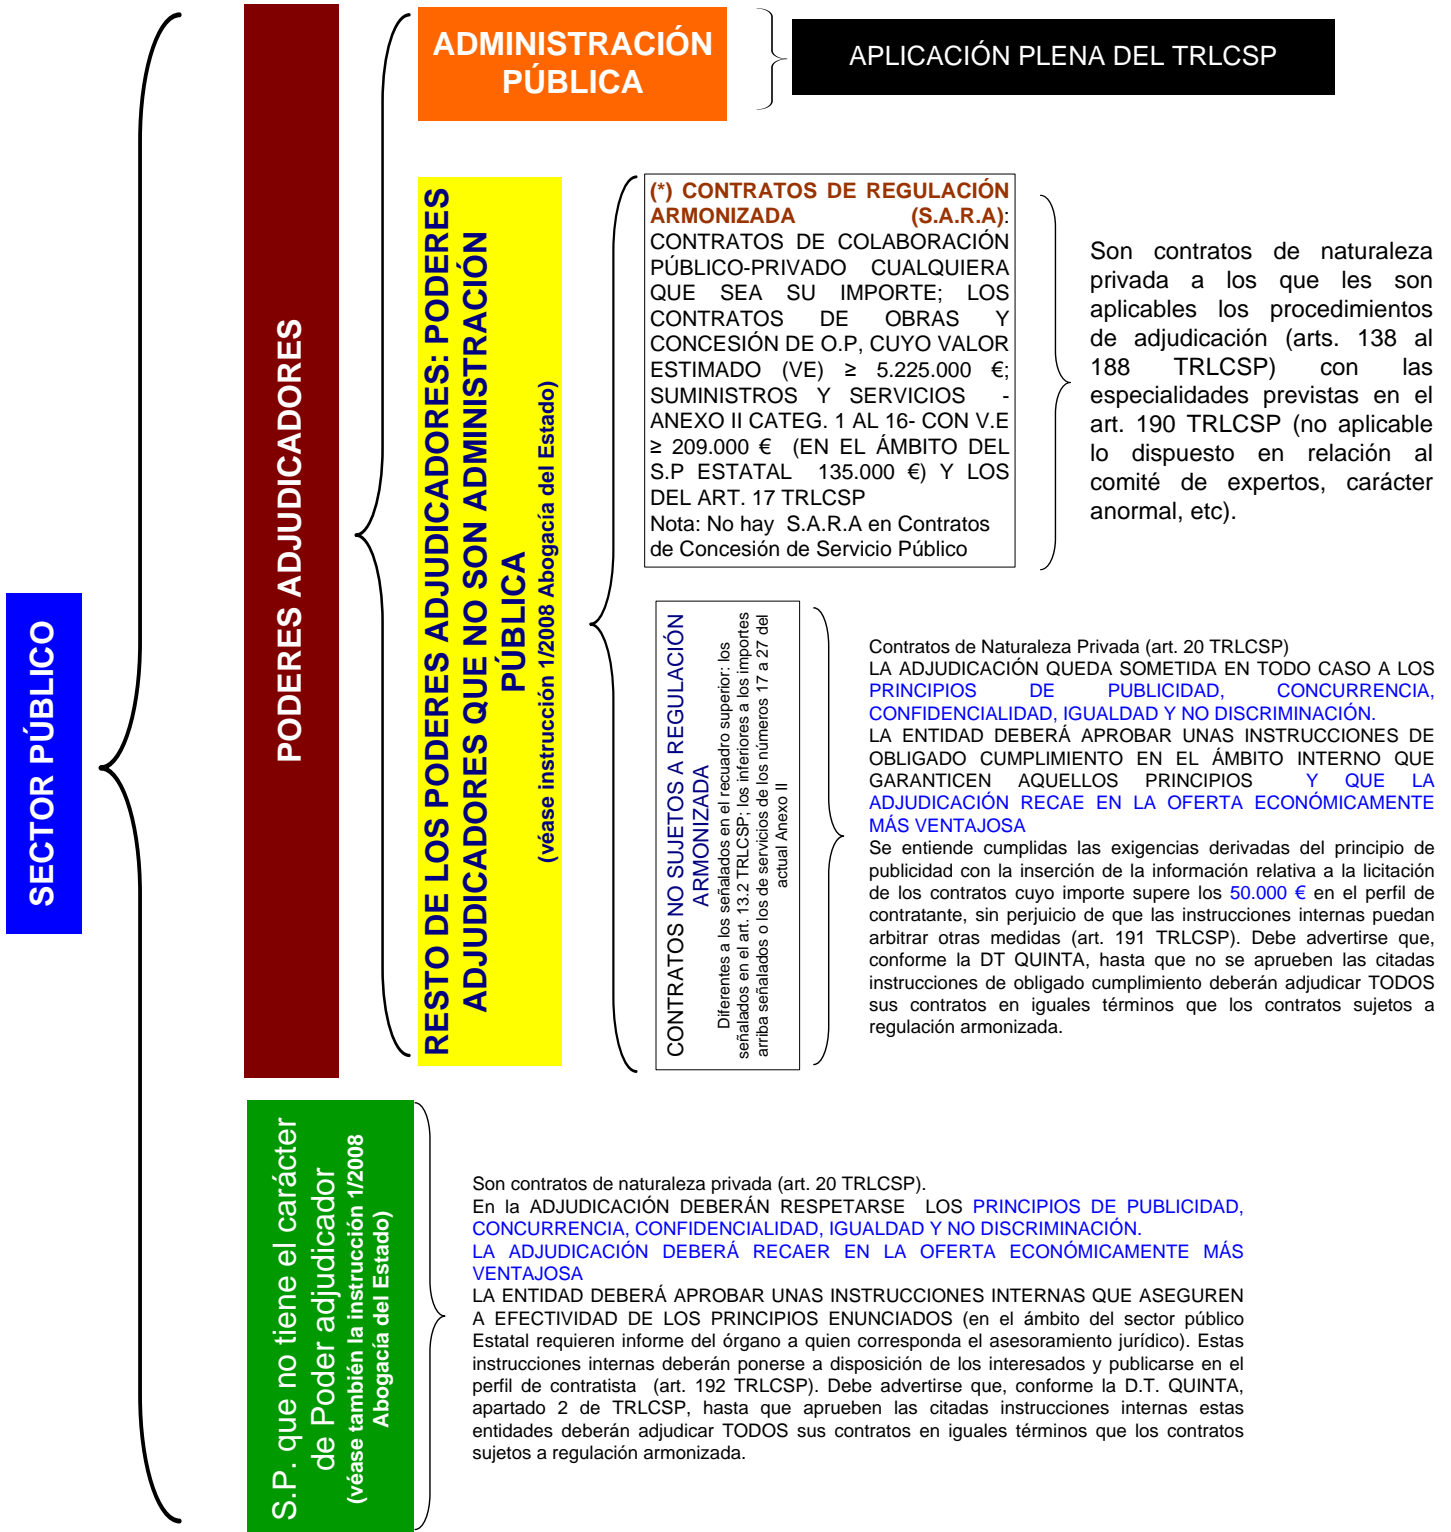 SECTOR PÚBLICO
PODERES ADJUDICADORES
ADMINISTRACIÓN
PÚBLICA
APLICACIÓN PLENA DEL TRLCSP
RESTO DE LOS PODERES ADJUDICADORES: PODERES
ADJUDICADORES QUE NO SON ADMINISTRACIÓN
PÚBLICA
(véase instrucción 1/2008 Abogacía del Estado)
(*) CONTRATOS DE REGULACIÓN
ARMONIZADA (S.A.R.A):
CONTRATOS DE COLABORACIÓN
PÚBLICO-PRIVADO CUALQUIERA
QUE SEA SU IMPORTE; LOS
CONTRATOS DE OBRAS Y
CONCESIÓN DE O.P, CUYO VALOR
ESTIMADO (VE) ≥ 5.225.000 €;
SUMINISTROS Y SERVICIOS -
ANEXO II CATEG. 1 AL 16- CON V.E
≥ 209.000 € (EN EL ÁMBITO DEL
S.P ESTATAL 135.000 €) Y LOS
DEL ART. 17 TRLCSP
Nota: No hay S.A.R.A en Contratos
de Concesión de Servicio Público
Son contratos de naturaleza
privada a los que les son
aplicables los procedimientos
de adjudicación (arts. 138 al
188 TRLCSP) con las
especialidades previstas en el
art. 190 TRLCSP (no aplicable
lo dispuesto en relación al
comité de expertos, carácter
anormal, etc).
CONTRATOS NO SUJETOS A REGULACIÓN
ARMONIZADA
Diferentes a los señalados en el recuadro superior: los
señalados en el art. 13.2 TRLCSP; los inferiores a los importes
arriba señalados o los de servicios de los números 17 a 27 del
actual Anexo II
Contratos de Naturaleza Privada (art. 20 TRLCSP)
LA ADJUDICACIÓN QUEDA SOMETIDA EN TODO CASO A LOS
PRINCIPIOS DE PUBLICIDAD, CONCURRENCIA,
CONFIDENCIALIDAD, IGUALDAD Y NO DISCRIMINACIÓN.
LA ENTIDAD DEBERÁ APROBAR UNAS INSTRUCCIONES DE
OBLIGADO CUMPLIMIENTO EN EL ÁMBITO INTERNO QUE
GARANTICEN AQUELLOS PRINCIPIOS Y QUE LA
ADJUDICACIÓN RECAE EN LA OFERTA ECONÓMICAMENTE
MÁS VENTAJOSA
Se entiende cumplidas las exigencias derivadas del principio de
publicidad con la inserción de la información relativa a la licitación
de los contratos cuyo importe supere los 50.000 € en el perfil de
contratante, sin perjuicio de que las instrucciones internas puedan
arbitrar otras medidas (art. 191 TRLCSP). Debe advertirse que,
conforme la DT QUINTA, hasta que no se aprueben las citadas
instrucciones de obligado cumplimiento deberán adjudicar TODOS
sus contratos en iguales términos que los contratos sujetos a
regulación armonizada.
S.P. que no tiene el carácter
de Poder adjudicador
(véase también la instrucción 1/2008
Abogacía del Estado)
Son contratos de naturaleza privada (art. 20 TRLCSP).
En la ADJUDICACIÓN DEBERÁN RESPETARSE LOS PRINCIPIOS DE PUBLICIDAD,
CONCURRENCIA, CONFIDENCIALIDAD, IGUALDAD Y NO DISCRIMINACIÓN.
LA ADJUDICACIÓN DEBERÁ RECAER EN LA OFERTA ECONÓMICAMENTE MÁS
VENTAJOSA
LA ENTIDAD DEBERÁ APROBAR UNAS INSTRUCCIONES INTERNAS QUE ASEGUREN
A EFECTIVIDAD DE LOS PRINCIPIOS ENUNCIADOS (en el ámbito del sector público
Estatal requieren informe del órgano a quien corresponda el asesoramiento jurídico). Estas
instrucciones internas deberán ponerse a disposición de los interesados y publicarse en el
perfil de contratista (art. 192 TRLCSP). Debe advertirse que, conforme la D.T. QUINTA,
apartado 2 de TRLCSP, hasta que aprueben las citadas instrucciones internas estas
entidades deberán adjudicar TODOS sus contratos en iguales términos que los contratos
sujetos a regulación armonizada.